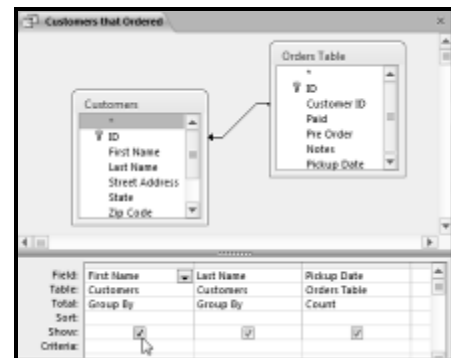 Customers that Ordered
Orders Table
*
ID
Customer ID
Paid
Pre Order
Notes
Pickup Date
Customers
*
ID
First Name
Last Name
Street Address
State
Zip Code
Field: First Name Last Name Pickup Date
Table: Customers Customers Orders Table
Total: Group By Group By Count
Sort:
Show:
Criteria: